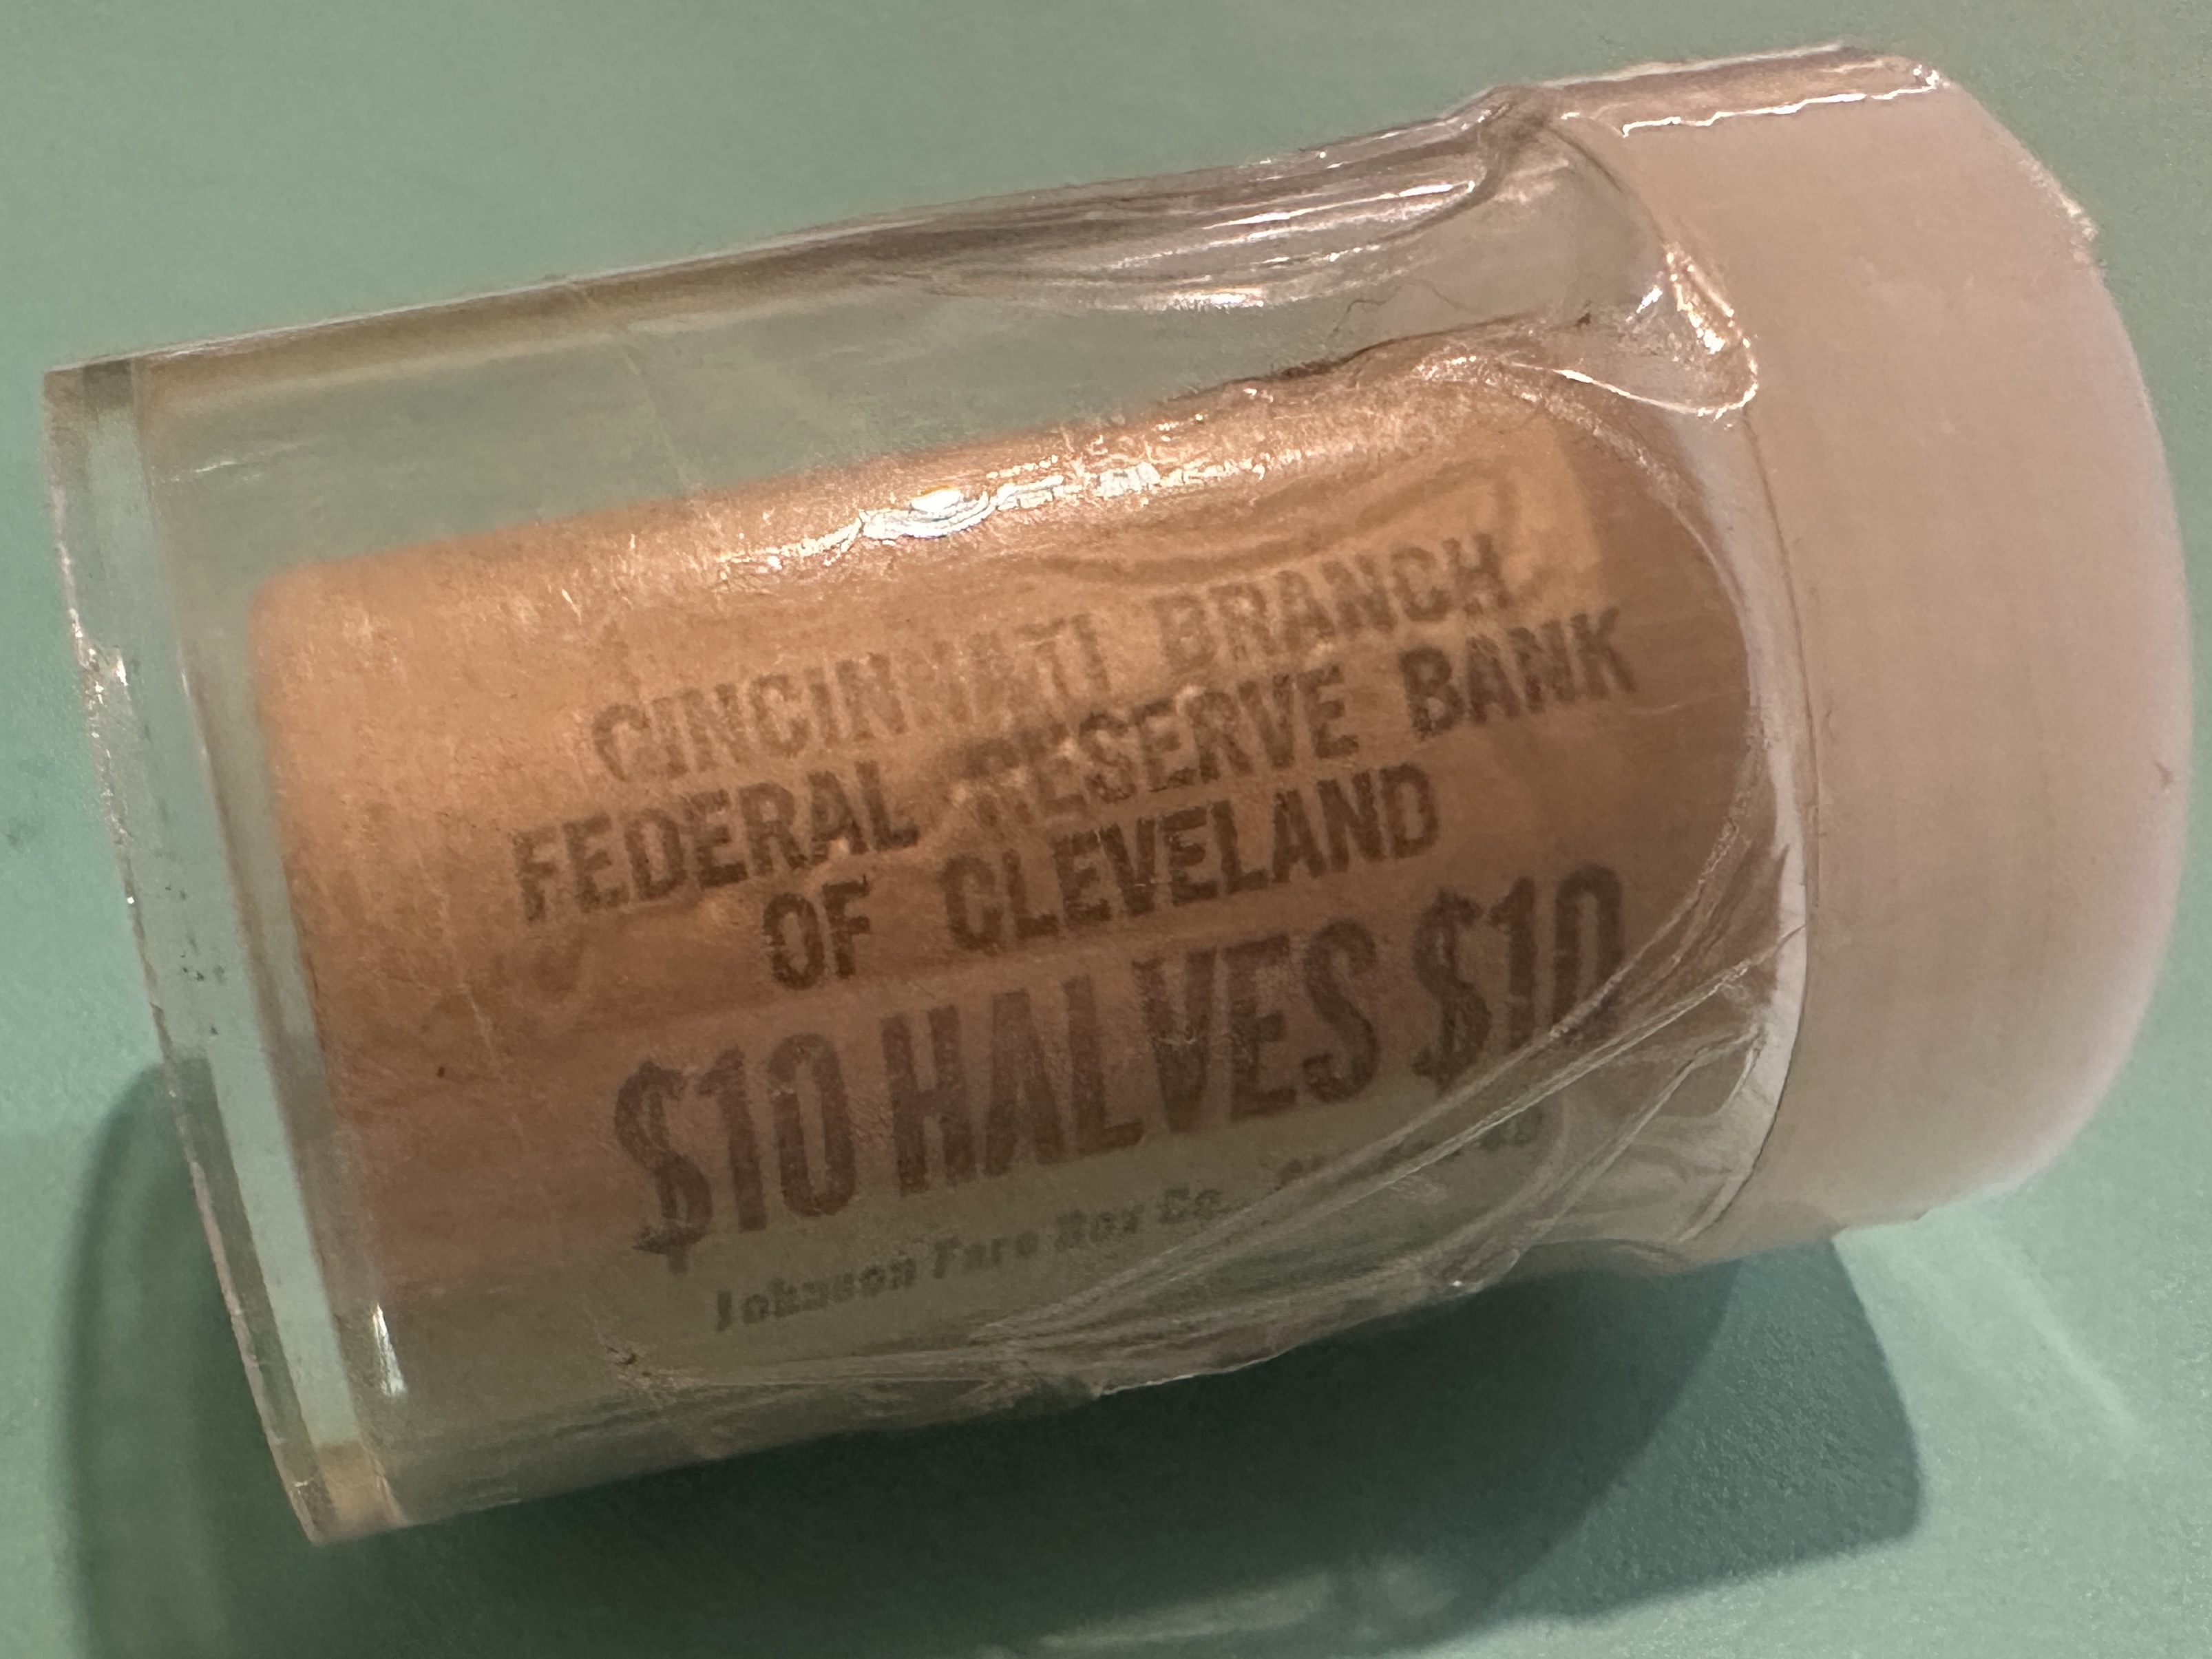 CINCINNATI BRANCH
FEDERAL RESERVE BANK
OF CLEVELAND
$10 HALVES $10
Johnson Fare Box Co.